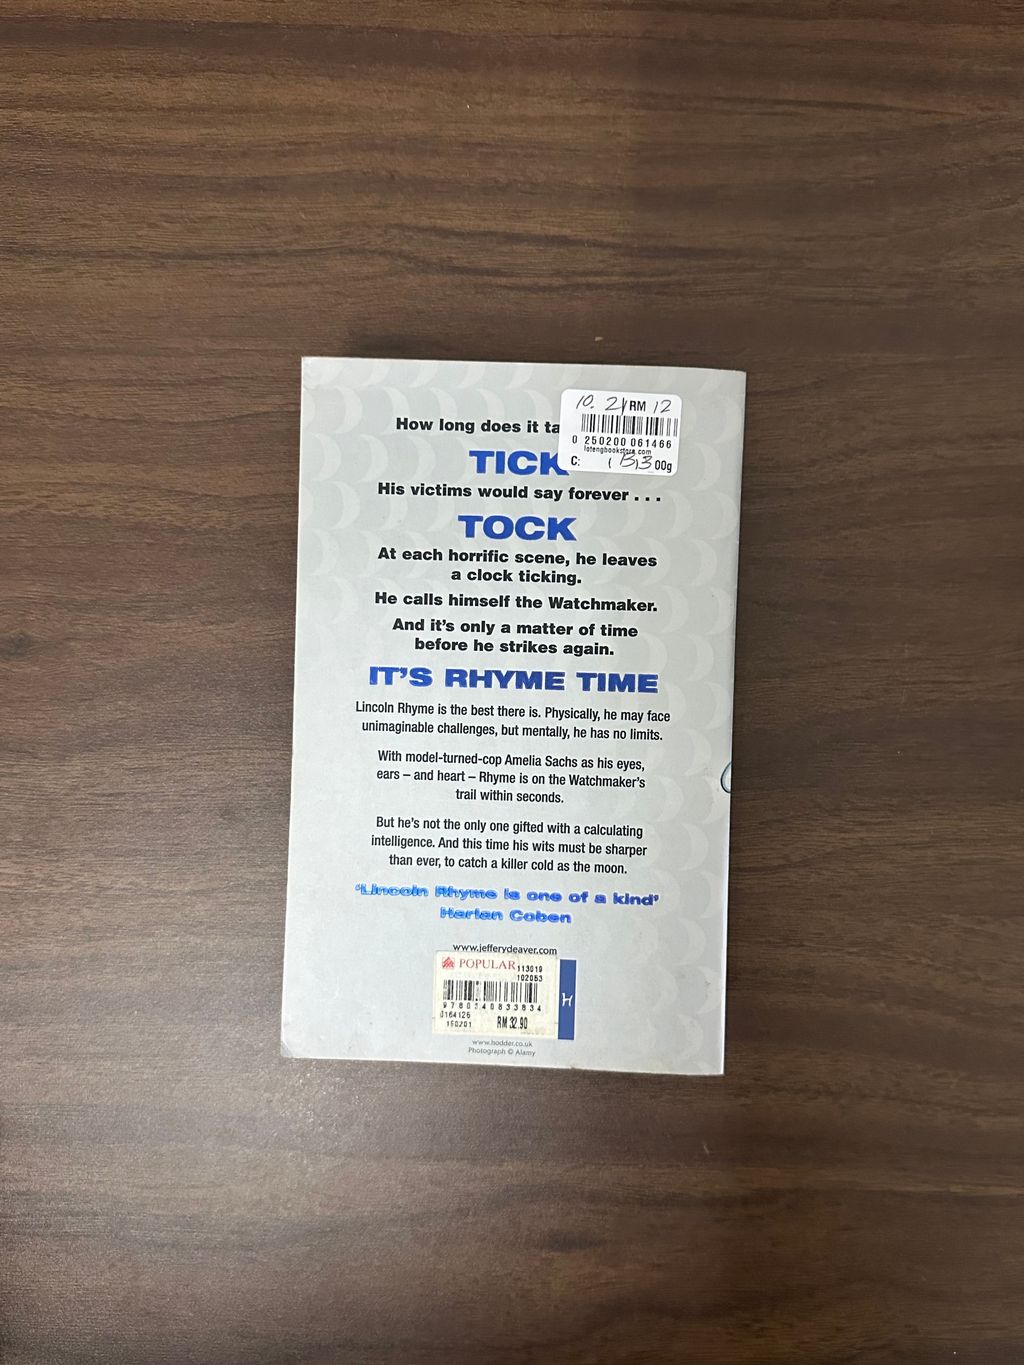 How long does it ta
10. 21 RM 12
0 250200 061466
lotengbookstore.com
C: 00g
TICK
His victims would say forever . . .
TOCK
At each horrific scene, he leaves
a clock ticking.
He calls himself the Watchmaker.
And it's only a matter of time
before he strikes again.
IT'S RHYME TIME
Lincoln Rhyme is the best there is. Physically, he may face
unimaginable challenges, but mentally, he has no limits.
With model-turned-cop Amelia Sachs as his eyes,
ears – and heart – Rhyme is on the Watchmaker's
trail within seconds.
But he's not the only one gifted with a calculating
intelligence. And this time his wits must be sharper
than ever, to catch a killer cold as the moon.
'Lincoln Rhyme is one of a kind'
Harlan Coben
www.jefferydeaver.com
POPULAR 113019
102053
9 780340 833834
0164126
150201 RM 32.90
www.hodder.co.uk
Photograph © Alamy